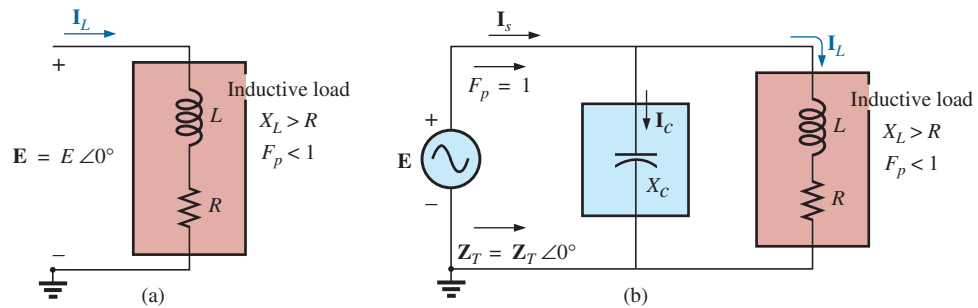 I_L
+
E = E ∠0°
−
L
R
Inductive load
X_L > R
F_p < 1
(a)
I_s
F_p = 1
+
E
−
Z_T = Z_T ∠0°
I_c
X_C
I_L
L
R
Inductive load
X_L > R
F_p < 1
(b)